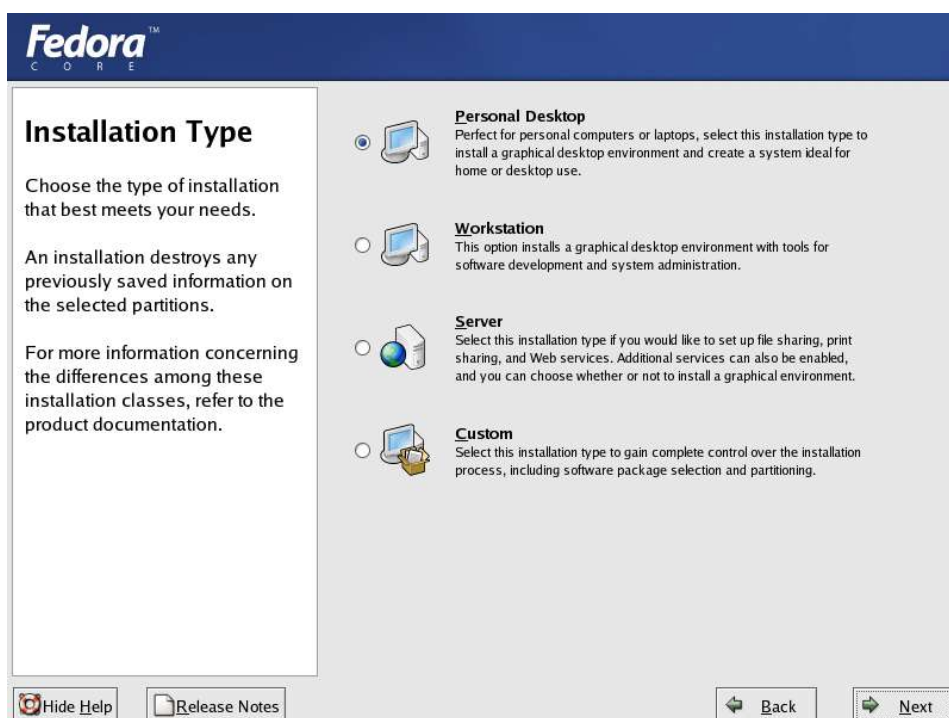 Fedora™
CORE
Installation Type
Choose the type of installation
that best meets your needs.
An installation destroys any
previously saved information on
the selected partitions.
For more information concerning
the differences among these
installation classes, refer to the
product documentation.
Personal Desktop
Perfect for personal computers or laptops, select this installation type to
install a graphical desktop environment and create a system ideal for
home or desktop use.
Workstation
This option installs a graphical desktop environment with tools for
software development and system administration.
Server
Select this installation type if you would like to set up file sharing, print
sharing, and Web services. Additional services can also be enabled,
and you can choose whether or not to install a graphical environment.
Custom
Select this installation type to gain complete control over the installation
process, including software package selection and partitioning.
Hide Help
Release Notes
Back
Next